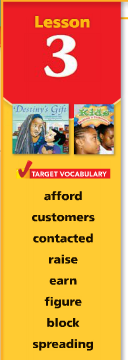 Lesson
3
Destiny's Gift
TARGET VOCABULARY
afford
customers
contacted
raise
earn
figure
block
spreading